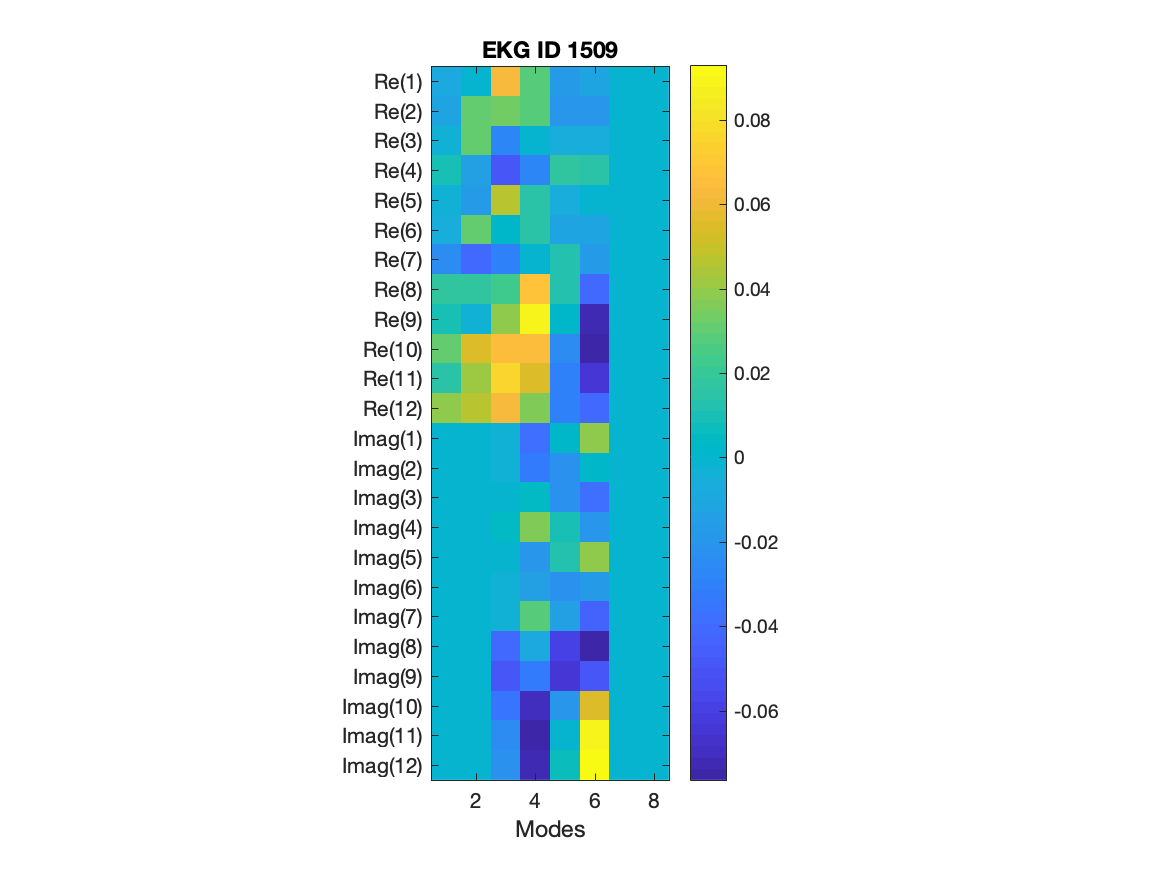 EKG ID 1509
Re(1)
Re(2)
Re(3)
Re(4)
Re(5)
Re(6)
Re(7)
Re(8)
Re(9)
Re(10)
Re(11)
Re(12)
Imag(1)
Imag(2)
Imag(3)
Imag(4)
Imag(5)
Imag(6)
Imag(7)
Imag(8)
Imag(9)
Imag(10)
Imag(11)
Imag(12)
2 4 6 8
Modes
0.08
0.06
0.04
0.02
0
-0.02
-0.04
-0.06